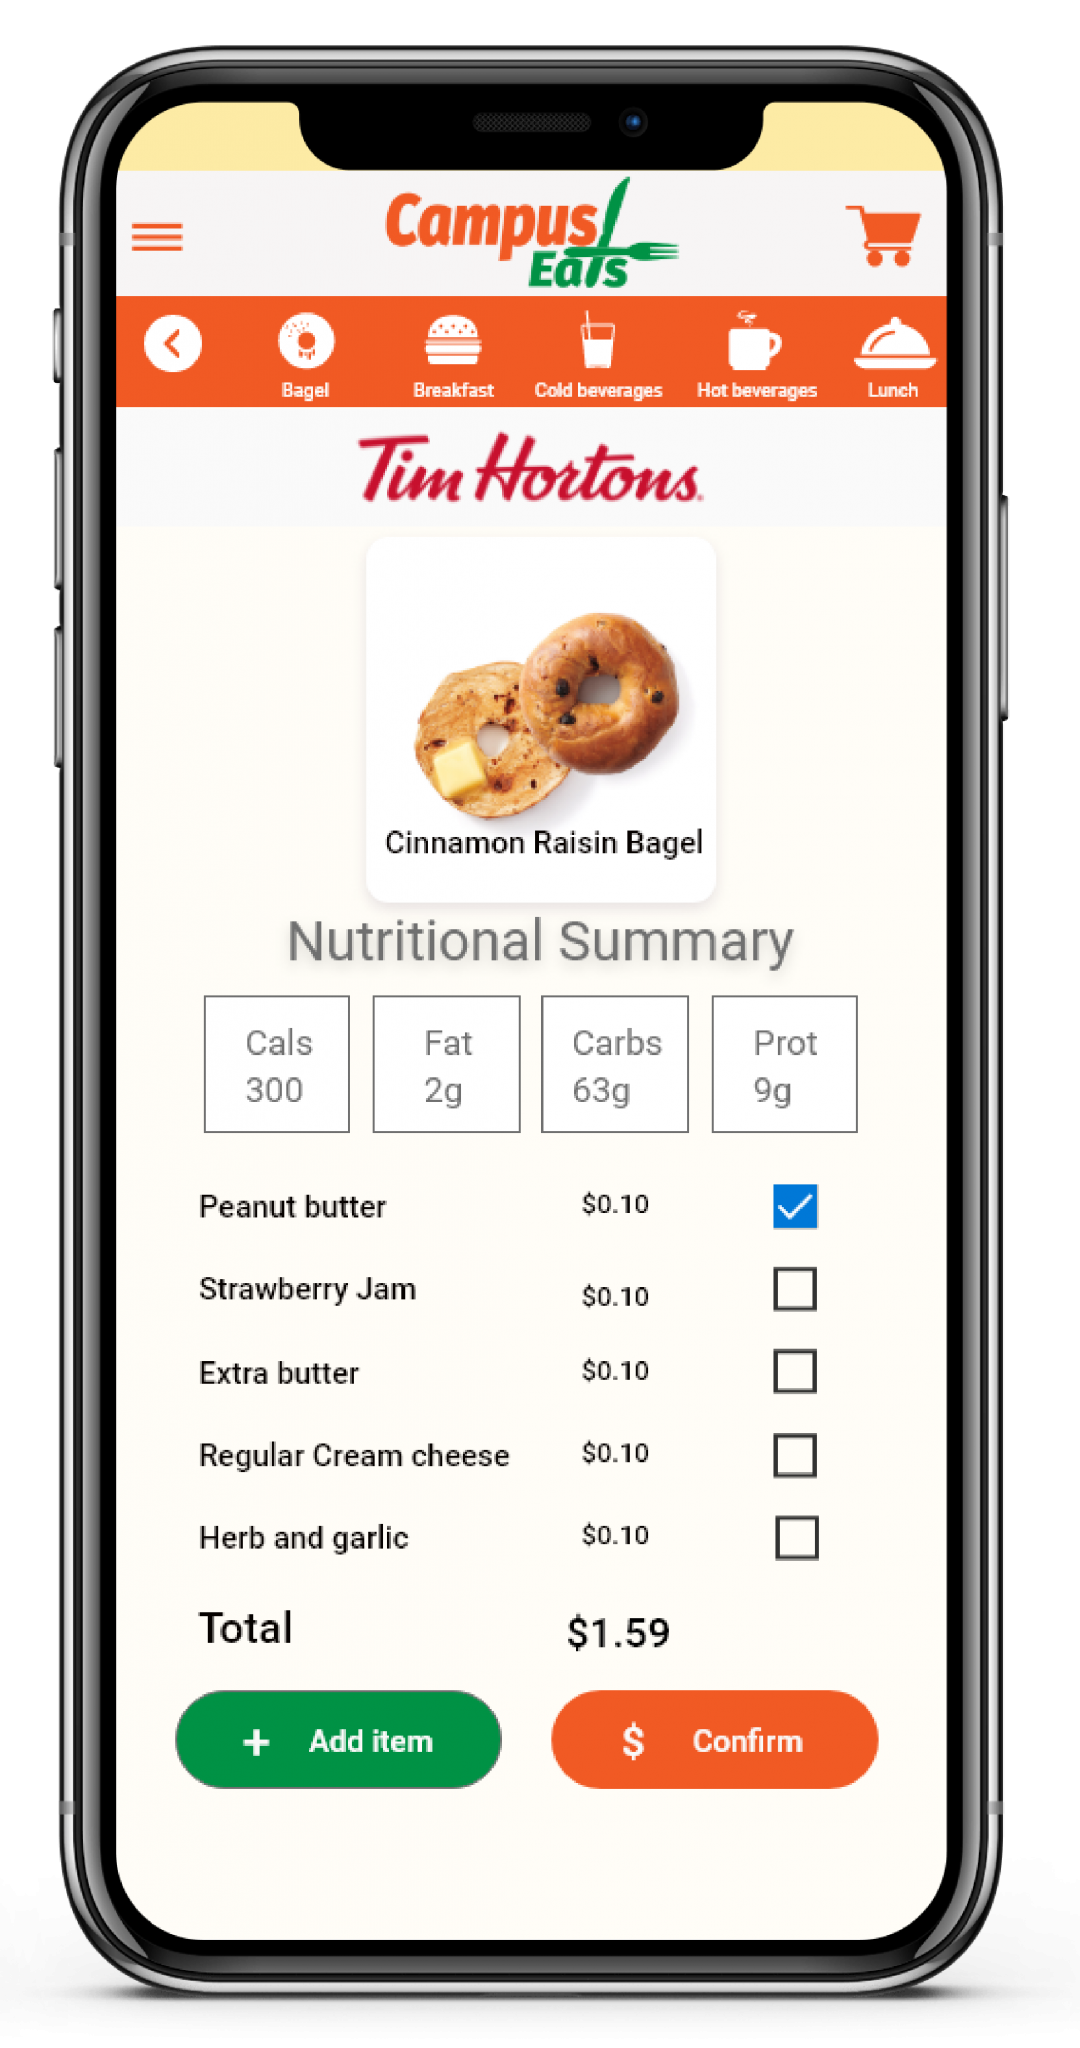 Campus
Eats
Bagel
Breakfast
Cold beverages
Hot beverages
Lunch
Tim Hortons
Cinnamon Raisin Bagel
Nutritional Summary
Cals
300
Fat
2g
Carbs
63g
Prot
9g
Peanut butter $0.10
Strawberry Jam $0.10
Extra butter $0.10
Regular Cream cheese $0.10
Herb and garlic $0.10
Total $1.59
+ Add item
$ Confirm